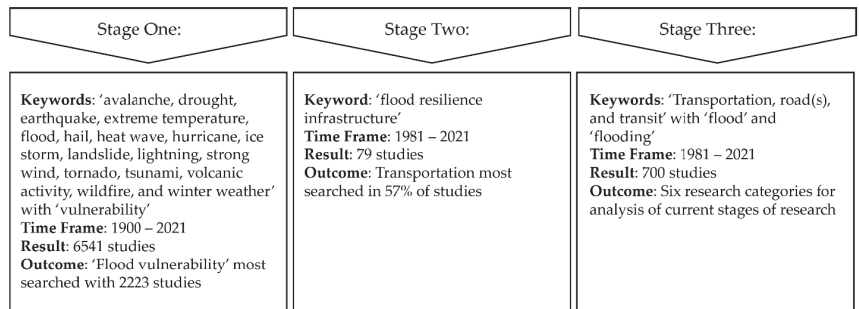 Stage One:
Stage Two:
Stage Three:
Keywords: ‘avalanche, drought,
earthquake, extreme temperature,
flood, hail, heat wave, hurricane, ice
storm, landslide, lightning, strong
wind, tornado, tsunami, volcanic
activity, wildfire, and winter weather’
with ‘vulnerability’
Time Frame: 1900 – 2021
Result: 6541 studies
Outcome: ‘Flood vulnerability’ most
searched with 2223 studies
Keyword: ‘flood resilience
infrastructure’
Time Frame: 1981 – 2021
Result: 79 studies
Outcome: Transportation most
searched in 57% of studies
Keywords: ‘Transportation, road(s),
and transit’ with ‘flood’ and
‘flooding’
Time Frame: 1981 – 2021
Result: 700 studies
Outcome: Six research categories for
analysis of current stages of research